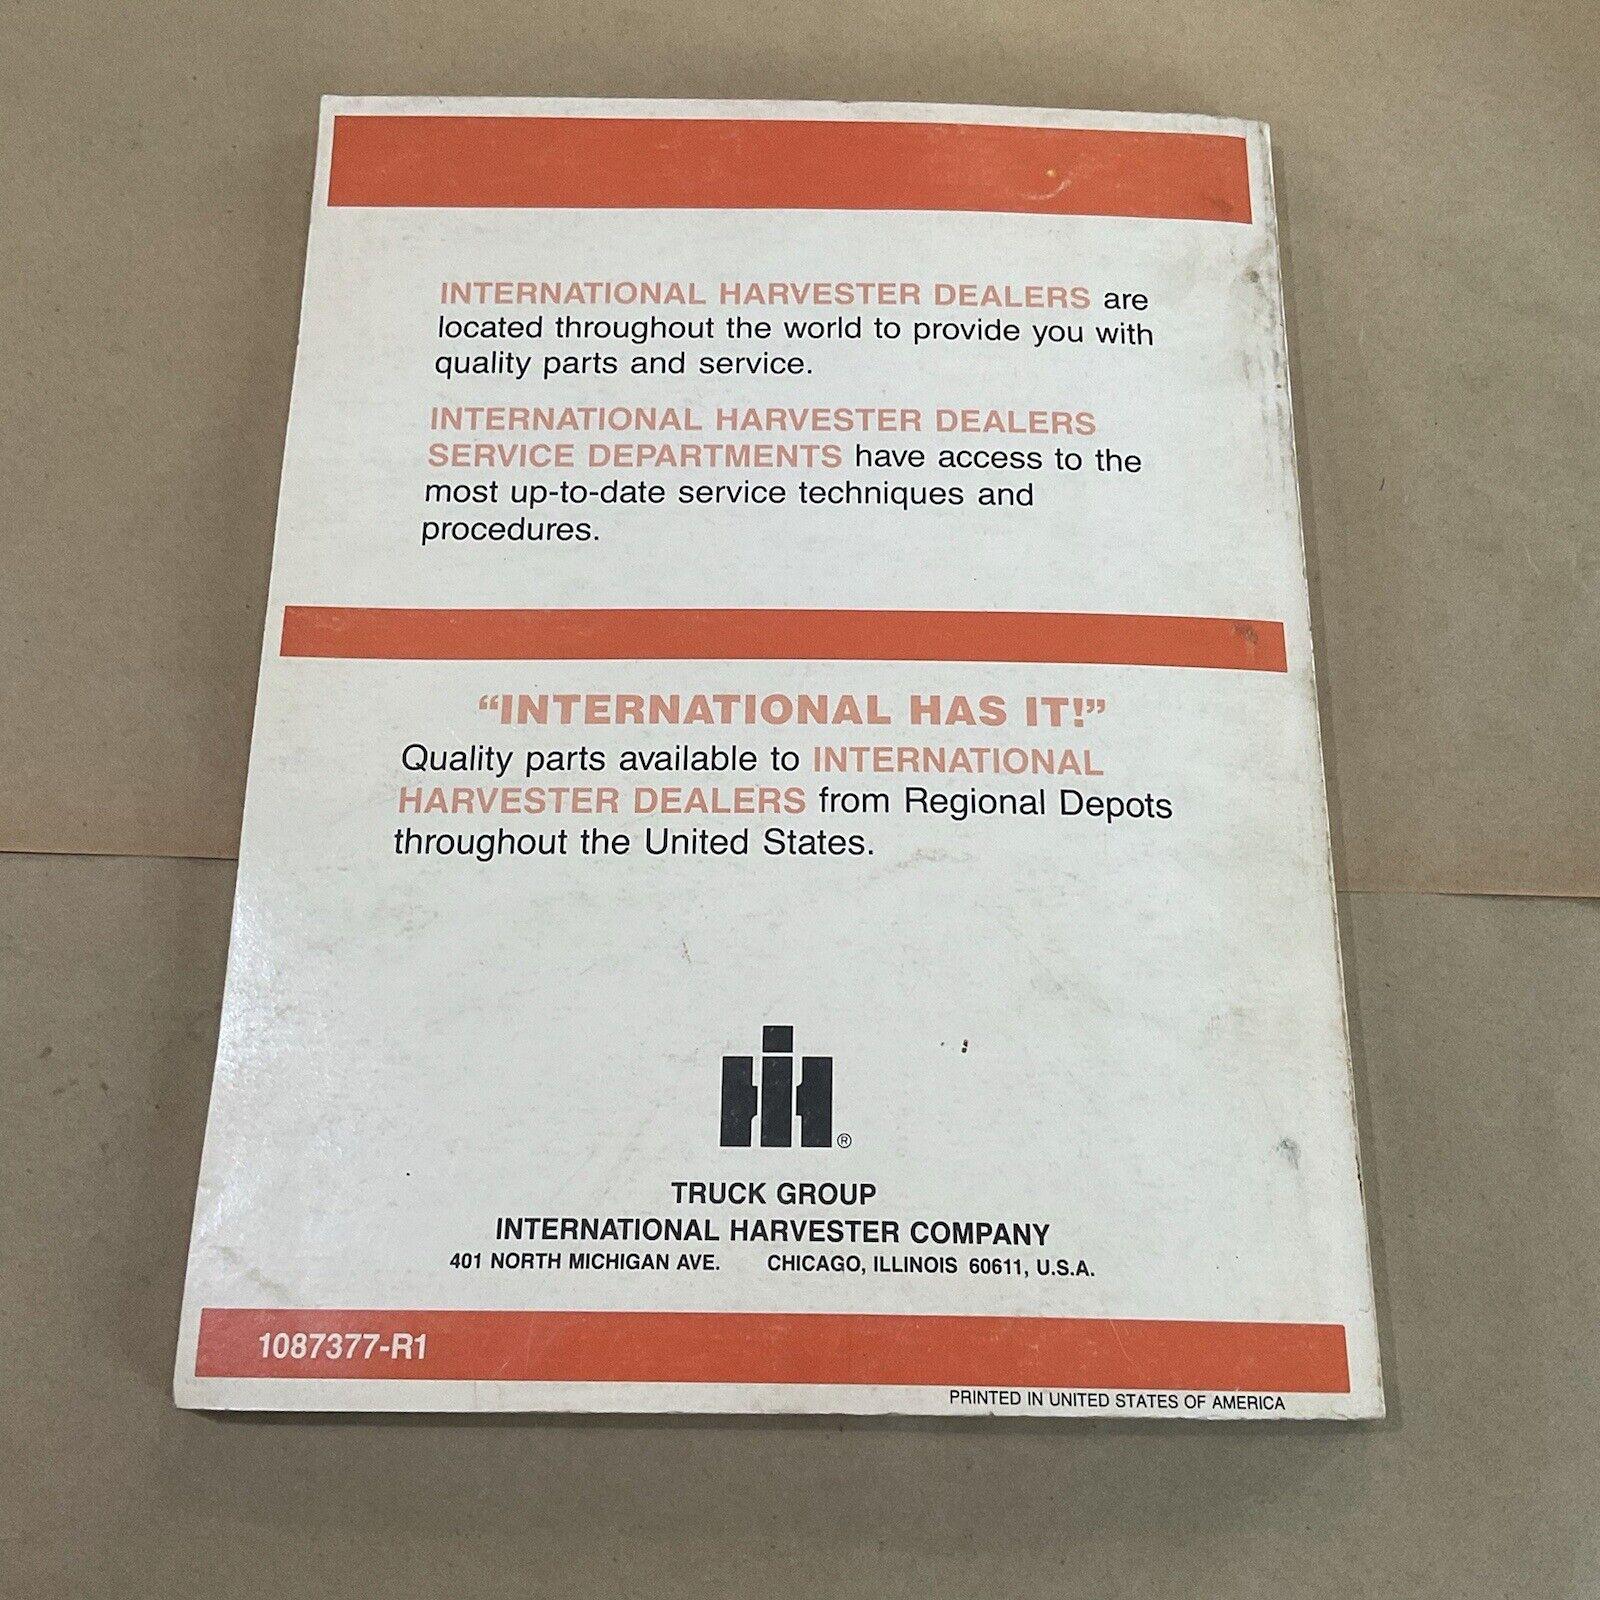 INTERNATIONAL HARVESTER DEALERS are
located throughout the world to provide you with
quality parts and service.
INTERNATIONAL HARVESTER DEALERS
SERVICE DEPARTMENTS have access to the
most up-to-date service techniques and
procedures.
“INTERNATIONAL HAS IT!”
Quality parts available to INTERNATIONAL
HARVESTER DEALERS from Regional Depots
throughout the United States.
IH®
TRUCK GROUP
INTERNATIONAL HARVESTER COMPANY
401 NORTH MICHIGAN AVE. CHICAGO, ILLINOIS 60611, U.S.A.
1087377-R1
PRINTED IN UNITED STATES OF AMERICA